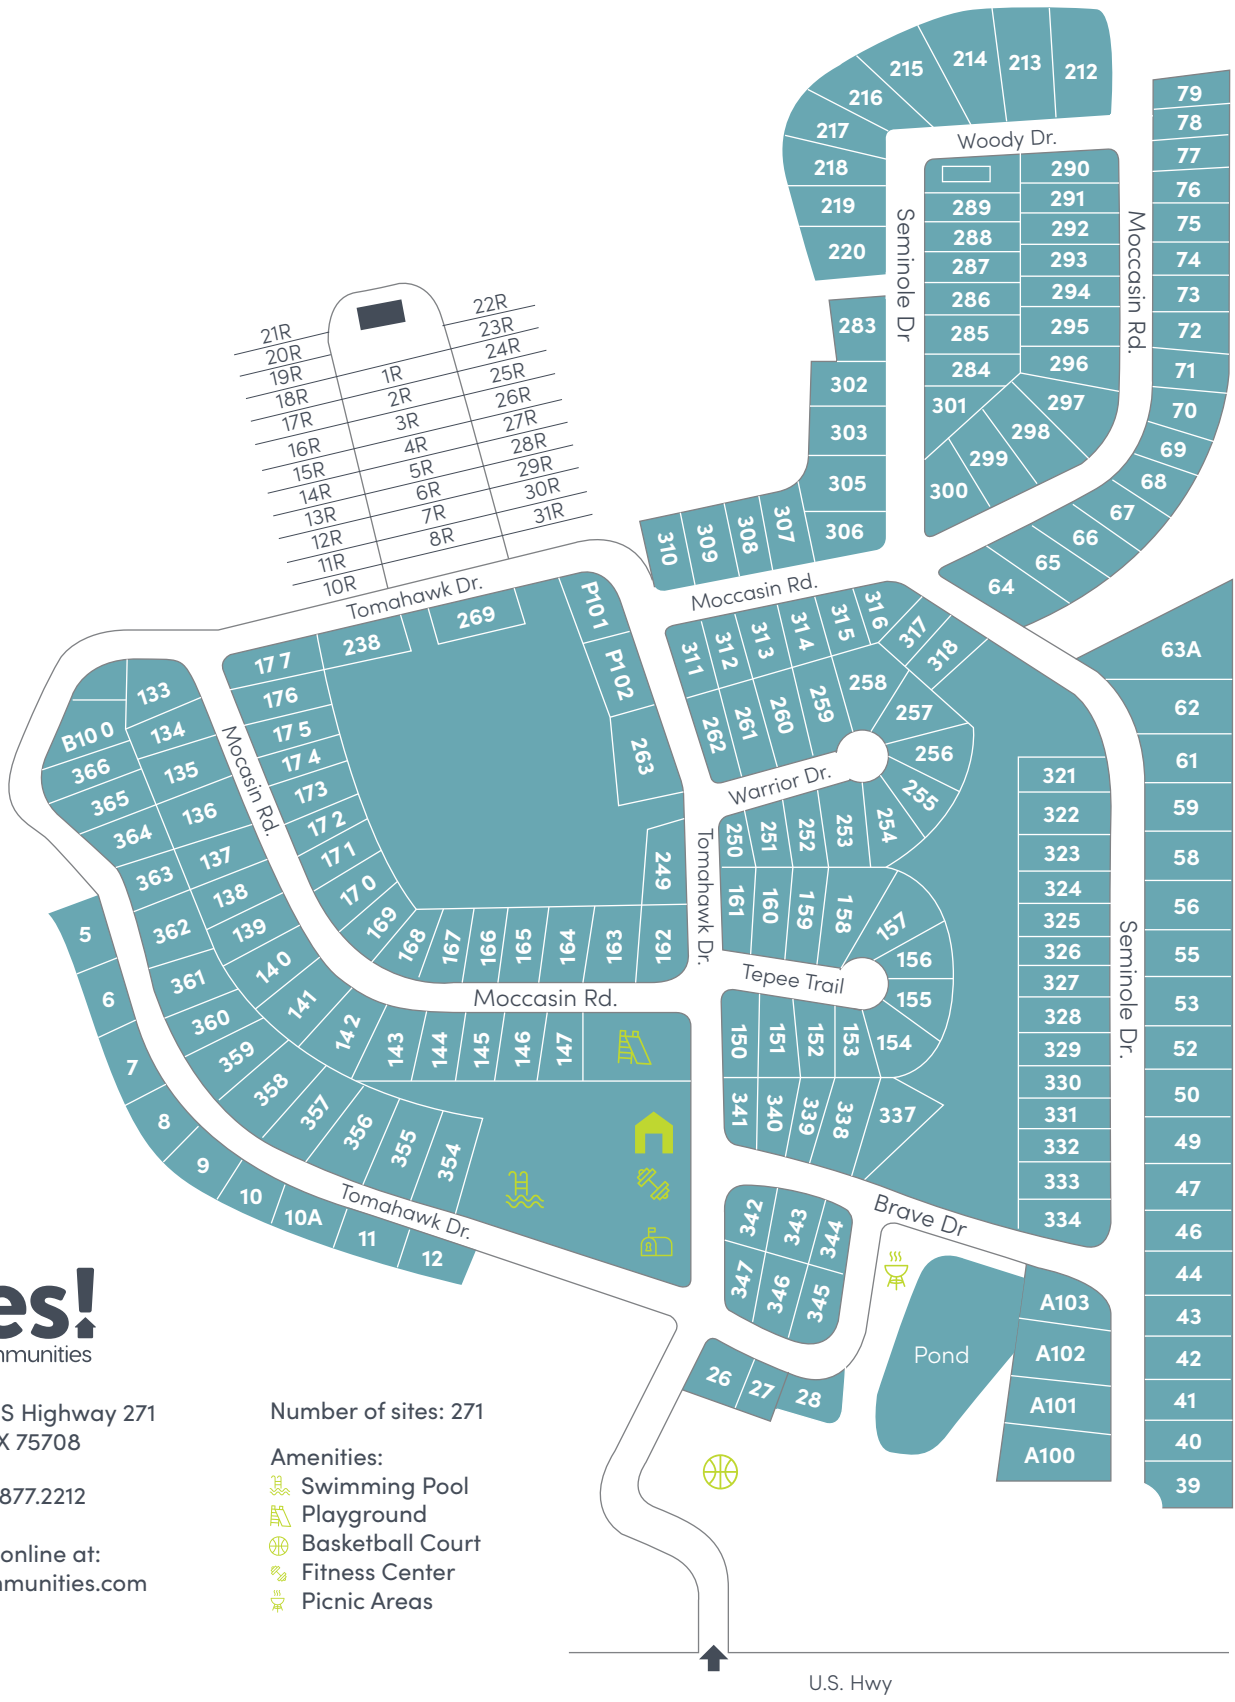 215
214
213
212
216
217
218
219
220
Woody Dr.
79
78
77
76
75
74
73
72
71
70
69
68
67
66
65
64
290
291
292
293
294
295
296
297
298
299
300
301
289
288
287
286
285
284
Seminole Dr
Moccasin Rd.
283
302
303
305
306
307
308
309
310
21R
20R
19R
18R
17R
16R
15R
14R
13R
12R
11R
10R
1R
2R
3R
4R
5R
6R
7R
8R
22R
23R
24R
25R
26R
27R
28R
29R
30R
31R
Tomahawk Dr.
Moccasin Rd.
P101
P102
263
269
238
177
176
175
174
173
172
171
170
169
168
167
166
165
164
163
162
249
311
312
313
314
315
316
317
318
262
261
260
259
258
257
256
255
254
253
252
251
250
Warrior Dr.
Tomahawk Dr.
161
160
159
158
157
156
155
154
153
152
151
150
Tepee Trail
341
340
339
338
337
63A
62
61
59
58
56
55
53
52
50
49
47
46
44
43
42
41
40
39
321
322
323
324
325
326
327
328
329
330
331
332
333
334
Seminole Dr.
133
134
135
136
137
138
139
140
141
142
143
144
145
146
147
Mocasin Rd.
Moccasin Rd.
B100
366
365
364
363
362
361
360
359
358
357
356
355
354
5
6
7
8
9
10
10A
11
12
Tomahawk Dr.
Brave Dr
342
343
344
347
346
345
26
27
28
Pond
A103
A102
A101
A100
es!
mmunities
S Highway 271
X 75708
877.2212
online at:
mmunities.com
Number of sites: 271
Amenities:
Swimming Pool
Playground
Basketball Court
Fitness Center
Picnic Areas
U.S. Hwy